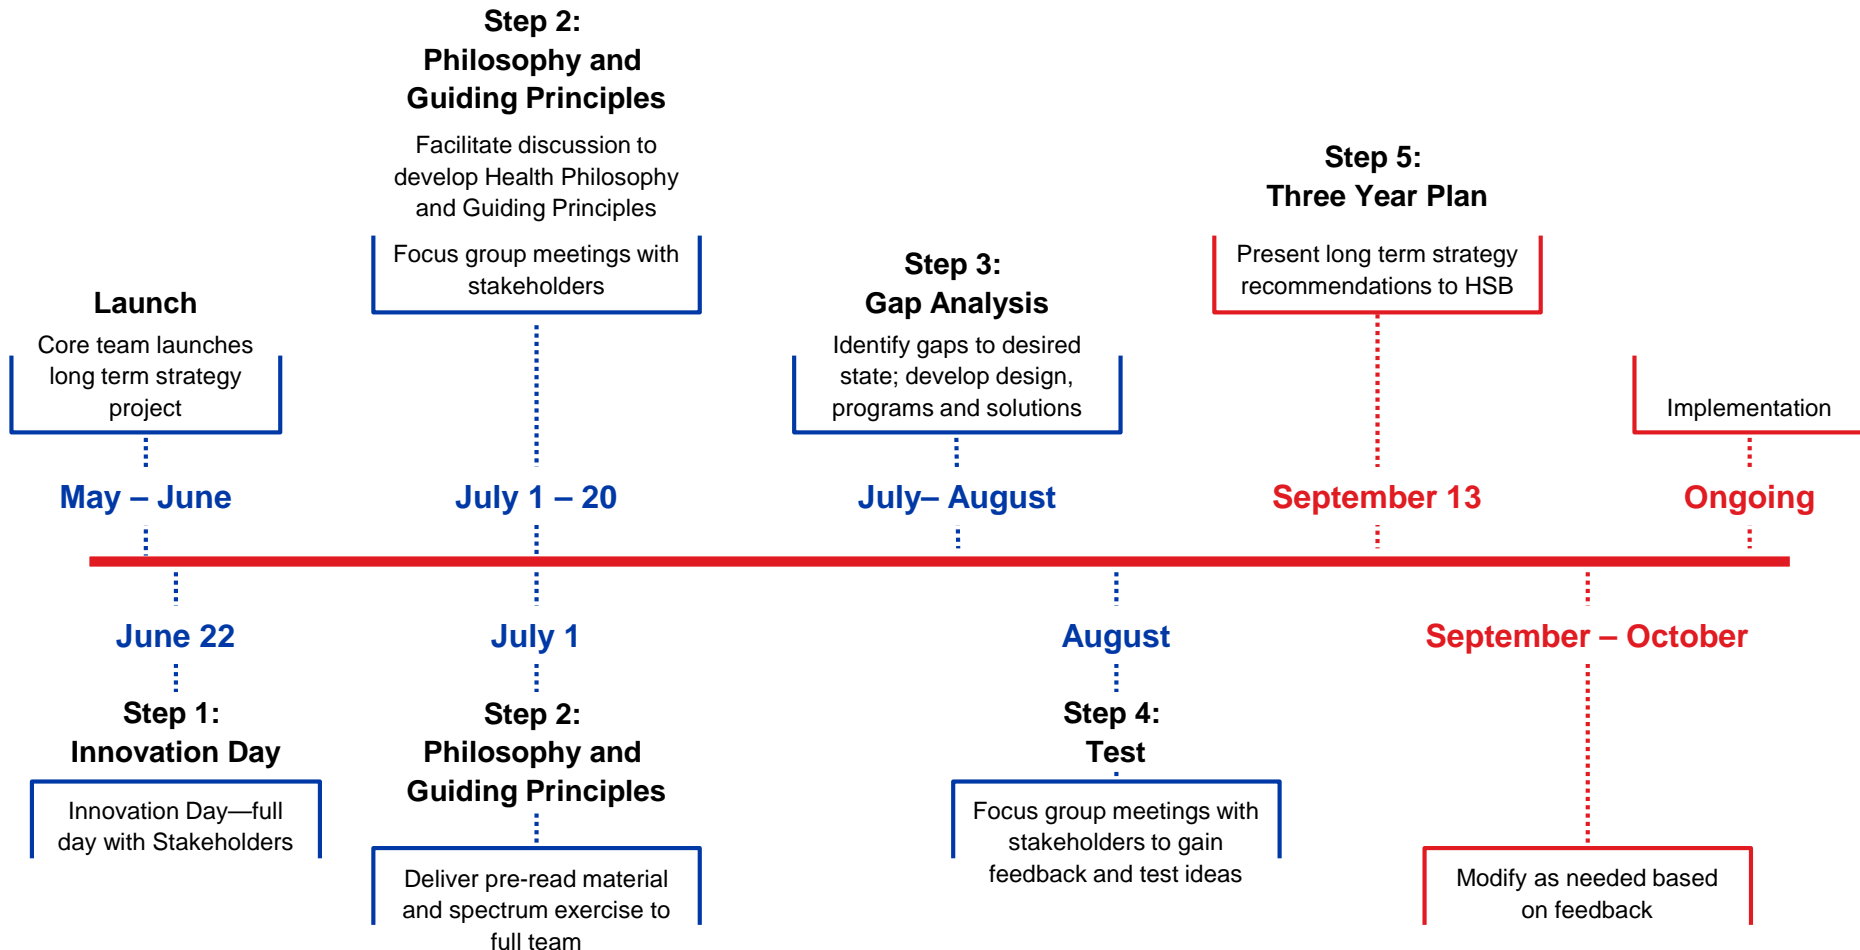 Launch
Core team launches
long term strategy
project
May – June
Step 2:
Philosophy and
Guiding Principles
Facilitate discussion to
develop Health Philosophy
and Guiding Principles
Focus group meetings with
stakeholders
July 1 – 20
Step 3:
Gap Analysis
Identify gaps to desired
state; develop design,
programs and solutions
July– August
Step 5:
Three Year Plan
Present long term strategy
recommendations to HSB
September 13
Implementation
Ongoing
June 22
Step 1:
Innovation Day
Innovation Day—full
day with Stakeholders
July 1
Step 2:
Philosophy and
Guiding Principles
Deliver pre-read material
and spectrum exercise to
full team
August
Step 4:
Test
Focus group meetings with
stakeholders to gain
feedback and test ideas
September – October
Modify as needed based
on feedback